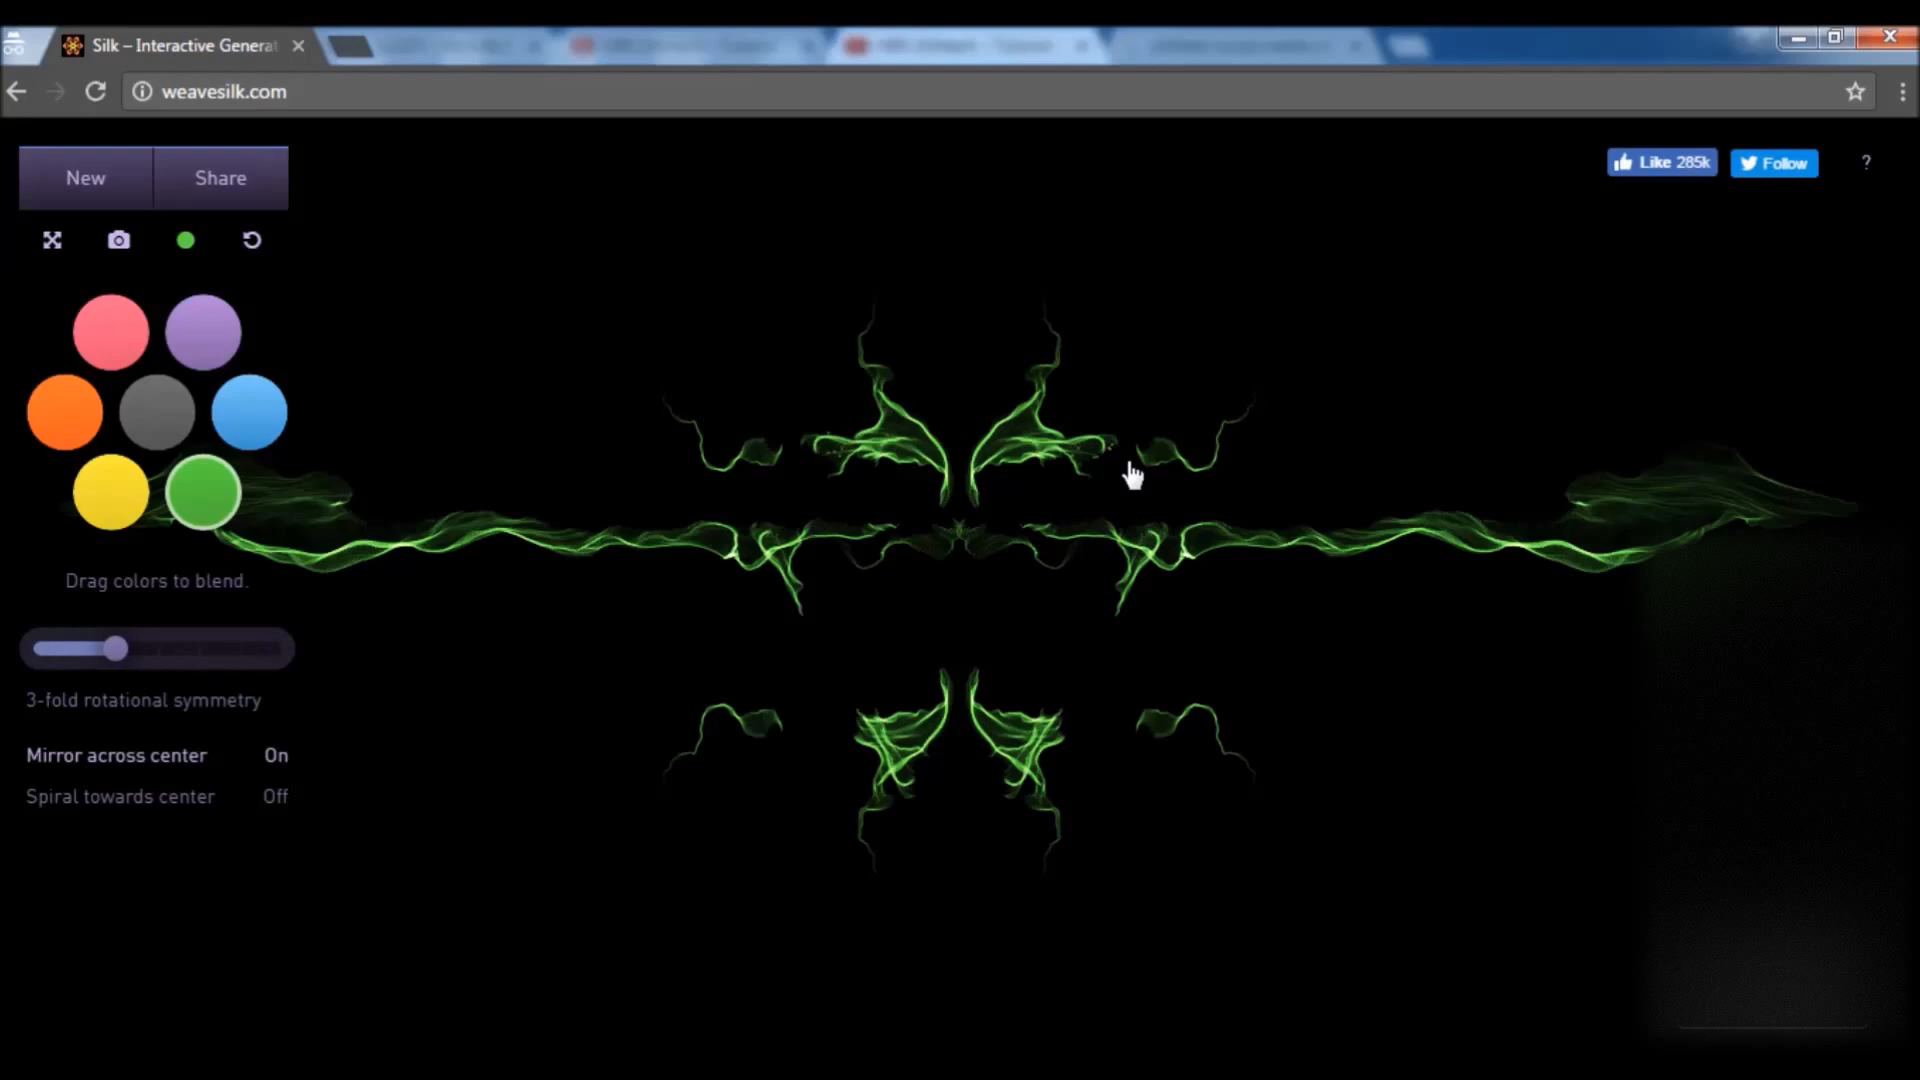 Silk – Interactive Genera
weavesilk.com
New
Share
Like 285k
Follow
?
Drag colors to blend.
3-fold rotational symmetry
Mirror across center On
Spiral towards center Off